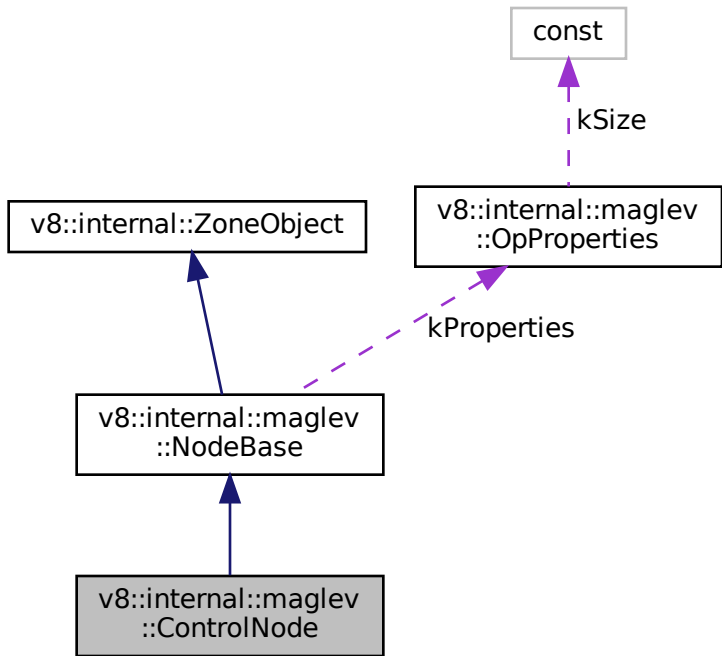 const
kSize
v8::internal::ZoneObject
v8::internal::maglev
::OpProperties
kProperties
v8::internal::maglev
::NodeBase
v8::internal::maglev
::ControlNode